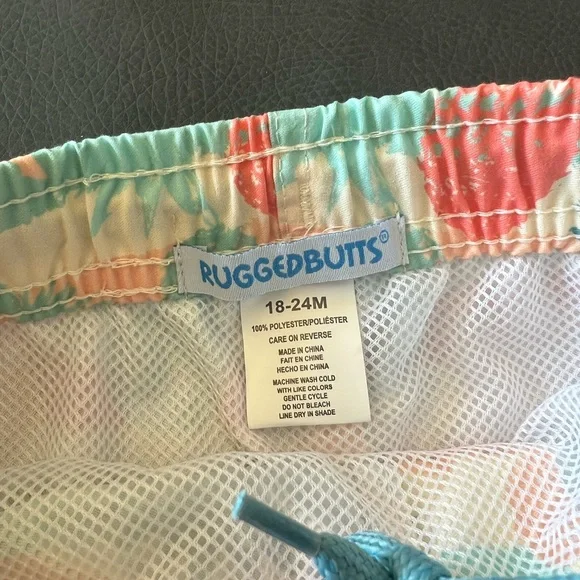 RUGGEDBUTTS
18-24M
100% POLYESTER/POLIÉSTER
CARE ON REVERSE
MADE IN CHINA
FAIT EN CHINE
HECHO EN CHINA
MACHINE WASH COLD
WITH LIKE COLORS
GENTLE CYCLE
DO NOT BLEACH
LINE DRY IN SHADE